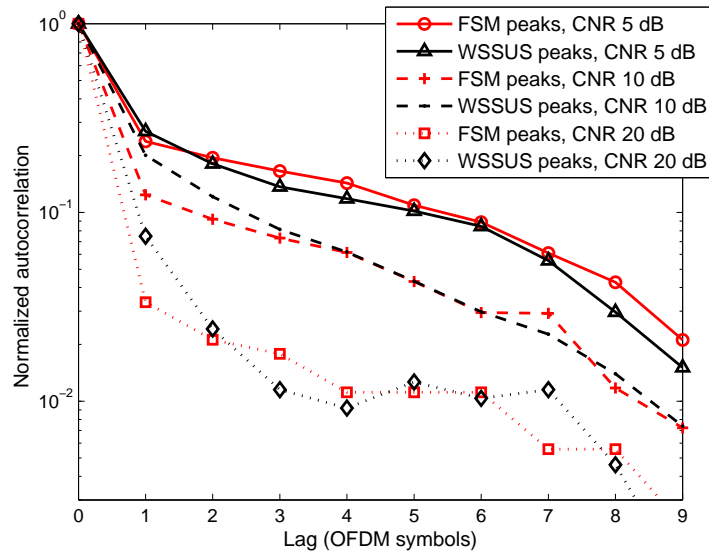 10^0
10^-1
10^-2
Normalized autocorrelation
FSM peaks, CNR 5 dB
WSSUS peaks, CNR 5 dB
FSM peaks, CNR 10 dB
WSSUS peaks, CNR 10 dB
FSM peaks, CNR 20 dB
WSSUS peaks, CNR 20 dB
0 1 2 3 4 5 6 7 8 9
Lag (OFDM symbols)